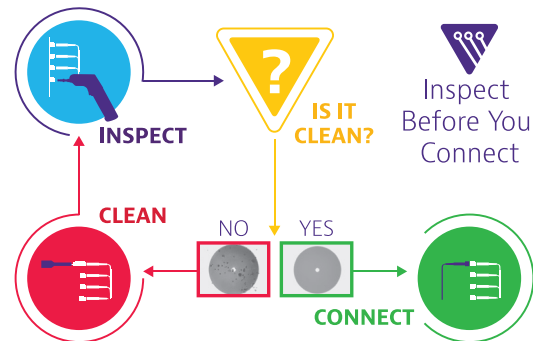 ?
INSPECT
IS IT
CLEAN?
Inspect
Before You
Connect
CLEAN
NO
YES
CONNECT